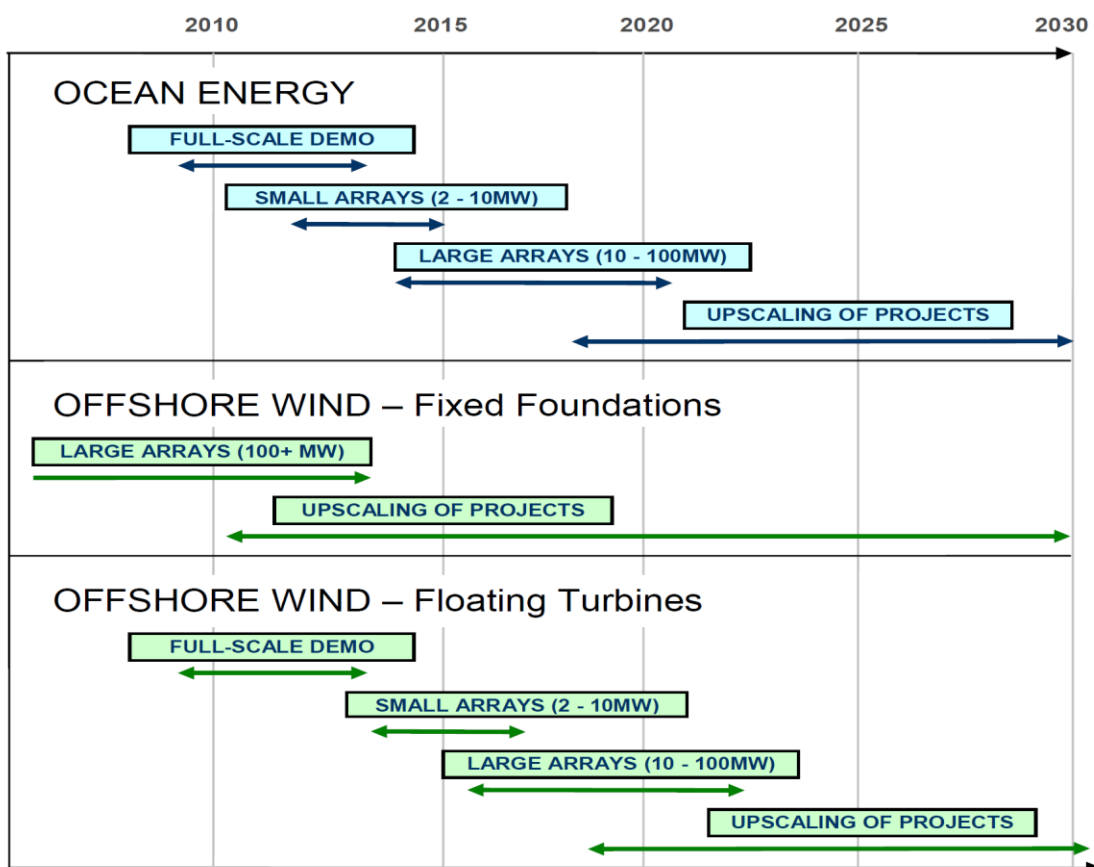 2010 2015 2020 2025 2030
OCEAN ENERGY
FULL-SCALE DEMO
SMALL ARRAYS (2 - 10MW)
LARGE ARRAYS (10 - 100MW)
UPSCALING OF PROJECTS
OFFSHORE WIND – Fixed Foundations
LARGE ARRAYS (100+ MW)
UPSCALING OF PROJECTS
OFFSHORE WIND – Floating Turbines
FULL-SCALE DEMO
SMALL ARRAYS (2 - 10MW)
LARGE ARRAYS (10 - 100MW)
UPSCALING OF PROJECTS